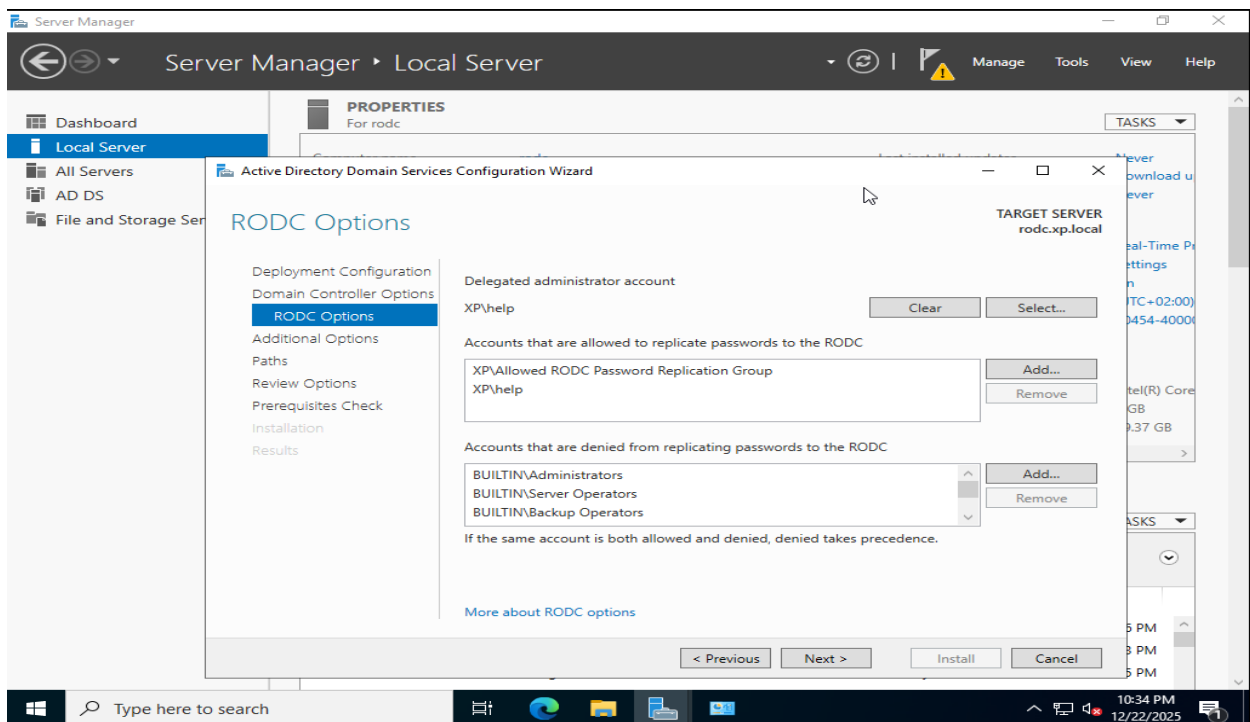 Server Manager
Server Manager • Local Server
Manage Tools View Help
Dashboard
Local Server
All Servers
AD DS
File and Storage Ser
PROPERTIES
For rodc
TASKS
Never
ownload u
ever
eal-Time Pr
ettings
TC+02:00)
0454-4000
tel(R) Core
GB
9.37 GB
ASKS
5 PM
8 PM
5 PM
Active Directory Domain Services Configuration Wizard
RODC Options
TARGET SERVER
rodc.xp.local
Deployment Configuration
Domain Controller Options
RODC Options
Additional Options
Paths
Review Options
Prerequisites Check
Installation
Results
Delegated administrator account
XP\help
Clear
Select...
Accounts that are allowed to replicate passwords to the RODC
XP\Allowed RODC Password Replication Group
XP\help
Add...
Remove
Accounts that are denied from replicating passwords to the RODC
BUILTIN\Administrators
BUILTIN\Server Operators
BUILTIN\Backup Operators
Add...
Remove
If the same account is both allowed and denied, denied takes precedence.
More about RODC options
< Previous
Next >
Install
Cancel
Type here to search
10:34 PM
12/22/2025